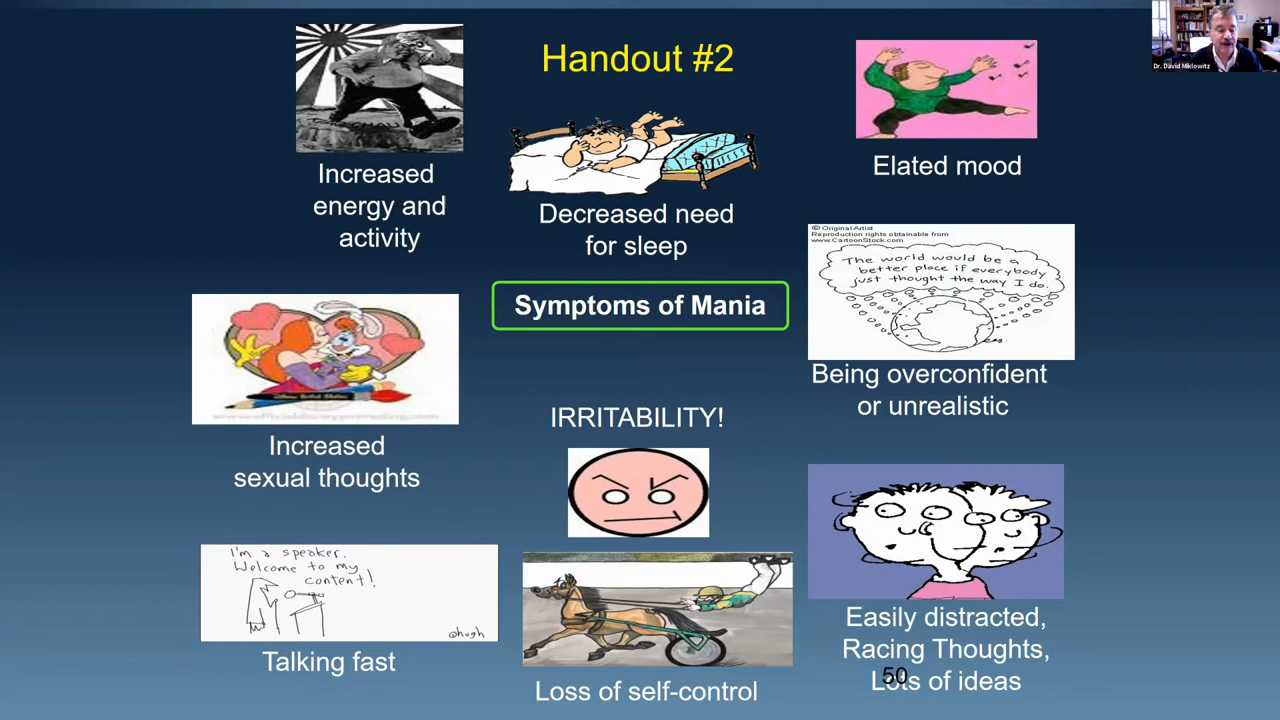 Handout #2
Dr. David Miklowitz
Increased
energy and
activity
Decreased need
for sleep
Elated mood
Symptoms of Mania
© Original Artist
Reproduction rights obtainable from
www.CartoonStock.com
The world would be a
better place if everybody
just thought the way I do.
Being overconfident
or unrealistic
Increased
sexual thoughts
IRRITABILITY!
I'm a speaker.
Welcome to my
content!
@hugh
Talking fast
Loss of self-control
Easily distracted,
Racing Thoughts,
Lots of ideas
50